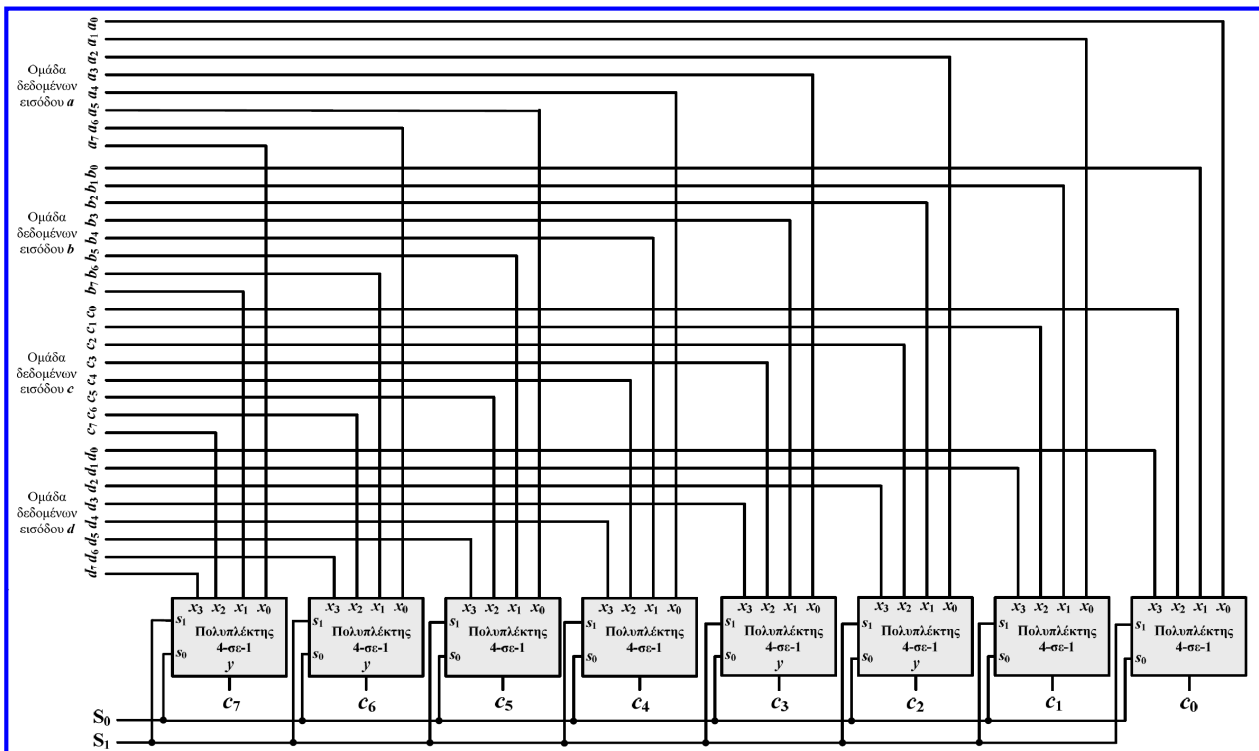 a₀
a₁
a₂
a₃
a₄
a₅
a₆
a₇
Ομάδα
δεδομένων
εισόδου a
b₀
b₁
b₂
b₃
b₄
b₅
b₆
b₇
Ομάδα
δεδομένων
εισόδου b
c₀
c₁
c₂
c₃
c₄
c₅
c₆
c₇
Ομάδα
δεδομένων
εισόδου c
d₀
d₁
d₂
d₃
d₄
d₅
d₆
d₇
Ομάδα
δεδομένων
εισόδου d
x₃ x₂ x₁ x₀
s₁
Πολυπλέκτης
4-σε-1
s₀
y
c₇
x₃ x₂ x₁ x₀
s₁
Πολυπλέκτης
4-σε-1
s₀
y
c₆
x₃ x₂ x₁ x₀
s₁
Πολυπλέκτης
4-σε-1
s₀
y
c₅
x₃ x₂ x₁ x₀
s₁
Πολυπλέκτης
4-σε-1
s₀
c₄
x₃ x₂ x₁ x₀
s₁
Πολυπλέκτης
4-σε-1
s₀
y
c₃
x₃ x₂ x₁ x₀
s₁
Πολυπλέκτης
4-σε-1
s₀
y
c₂
x₃ x₂ x₁ x₀
s₁
Πολυπλέκτης
4-σε-1
s₀
c₁
x₃ x₂ x₁ x₀
s₁
Πολυπλέκτης
4-σε-1
s₀
c₀
S₀
S₁